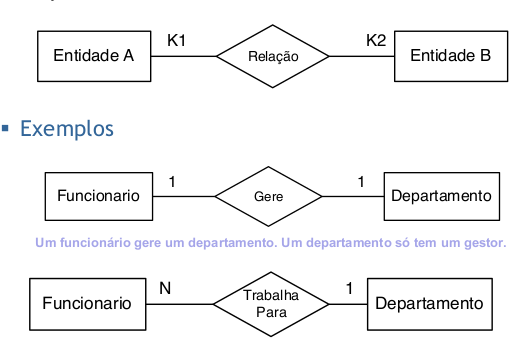 K1 K2
Entidade A Relação Entidade B
▪ Exemplos
1 1
Funcionario Gere Departamento
Um funcionário gere um departamento. Um departamento só tem um gestor.
N 1
Funcionario Trabalha Para Departamento